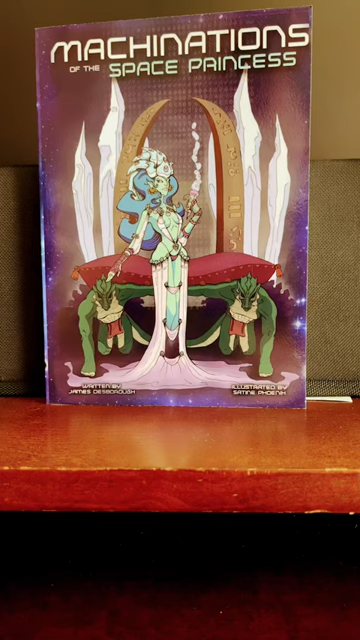 MACHINATIONS
OF THE SPACE PRINCESS
WRITTEN BY
JAMES DESBOROUGH
ILLUSTRATED BY
SATINE PHOENIX